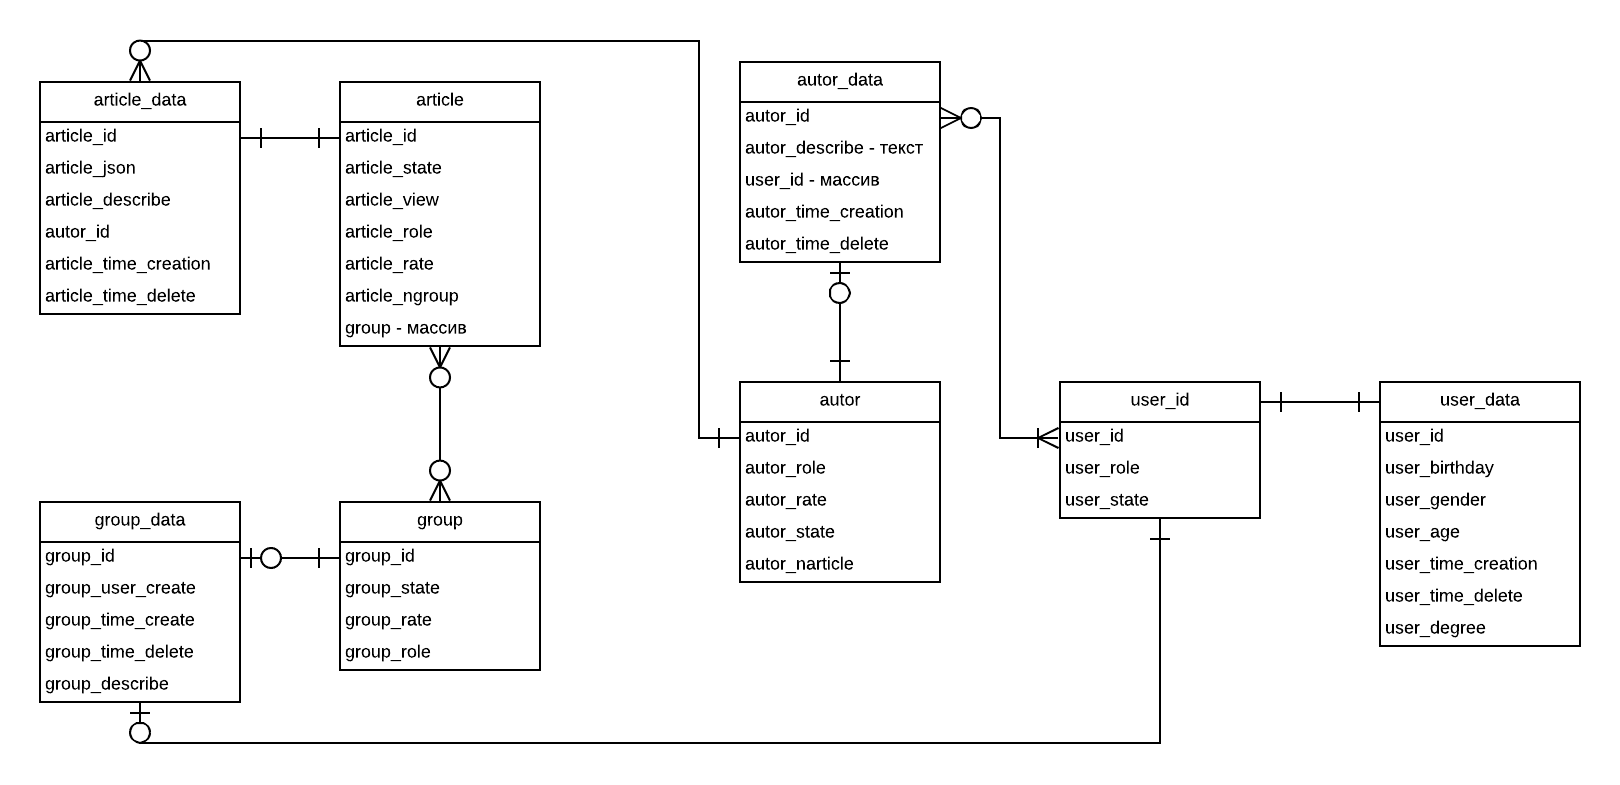 article_data
article_id
article_json
article_describe
autor_id
article_time_creation
article_time_delete
article
article_id
article_state
article_view
article_role
article_rate
article_ngroup
group - массив
autor_data
autor_id
autor_describe - текст
user_id - массив
autor_time_creation
autor_time_delete
autor
autor_id
autor_role
autor_rate
autor_state
autor_narticle
user_id
user_id
user_role
user_state
user_data
user_id
user_birthday
user_gender
user_age
user_time_creation
user_time_delete
user_degree
group_data
group_id
group_user_create
group_time_create
group_time_delete
group_describe
group
group_id
group_state
group_rate
group_role